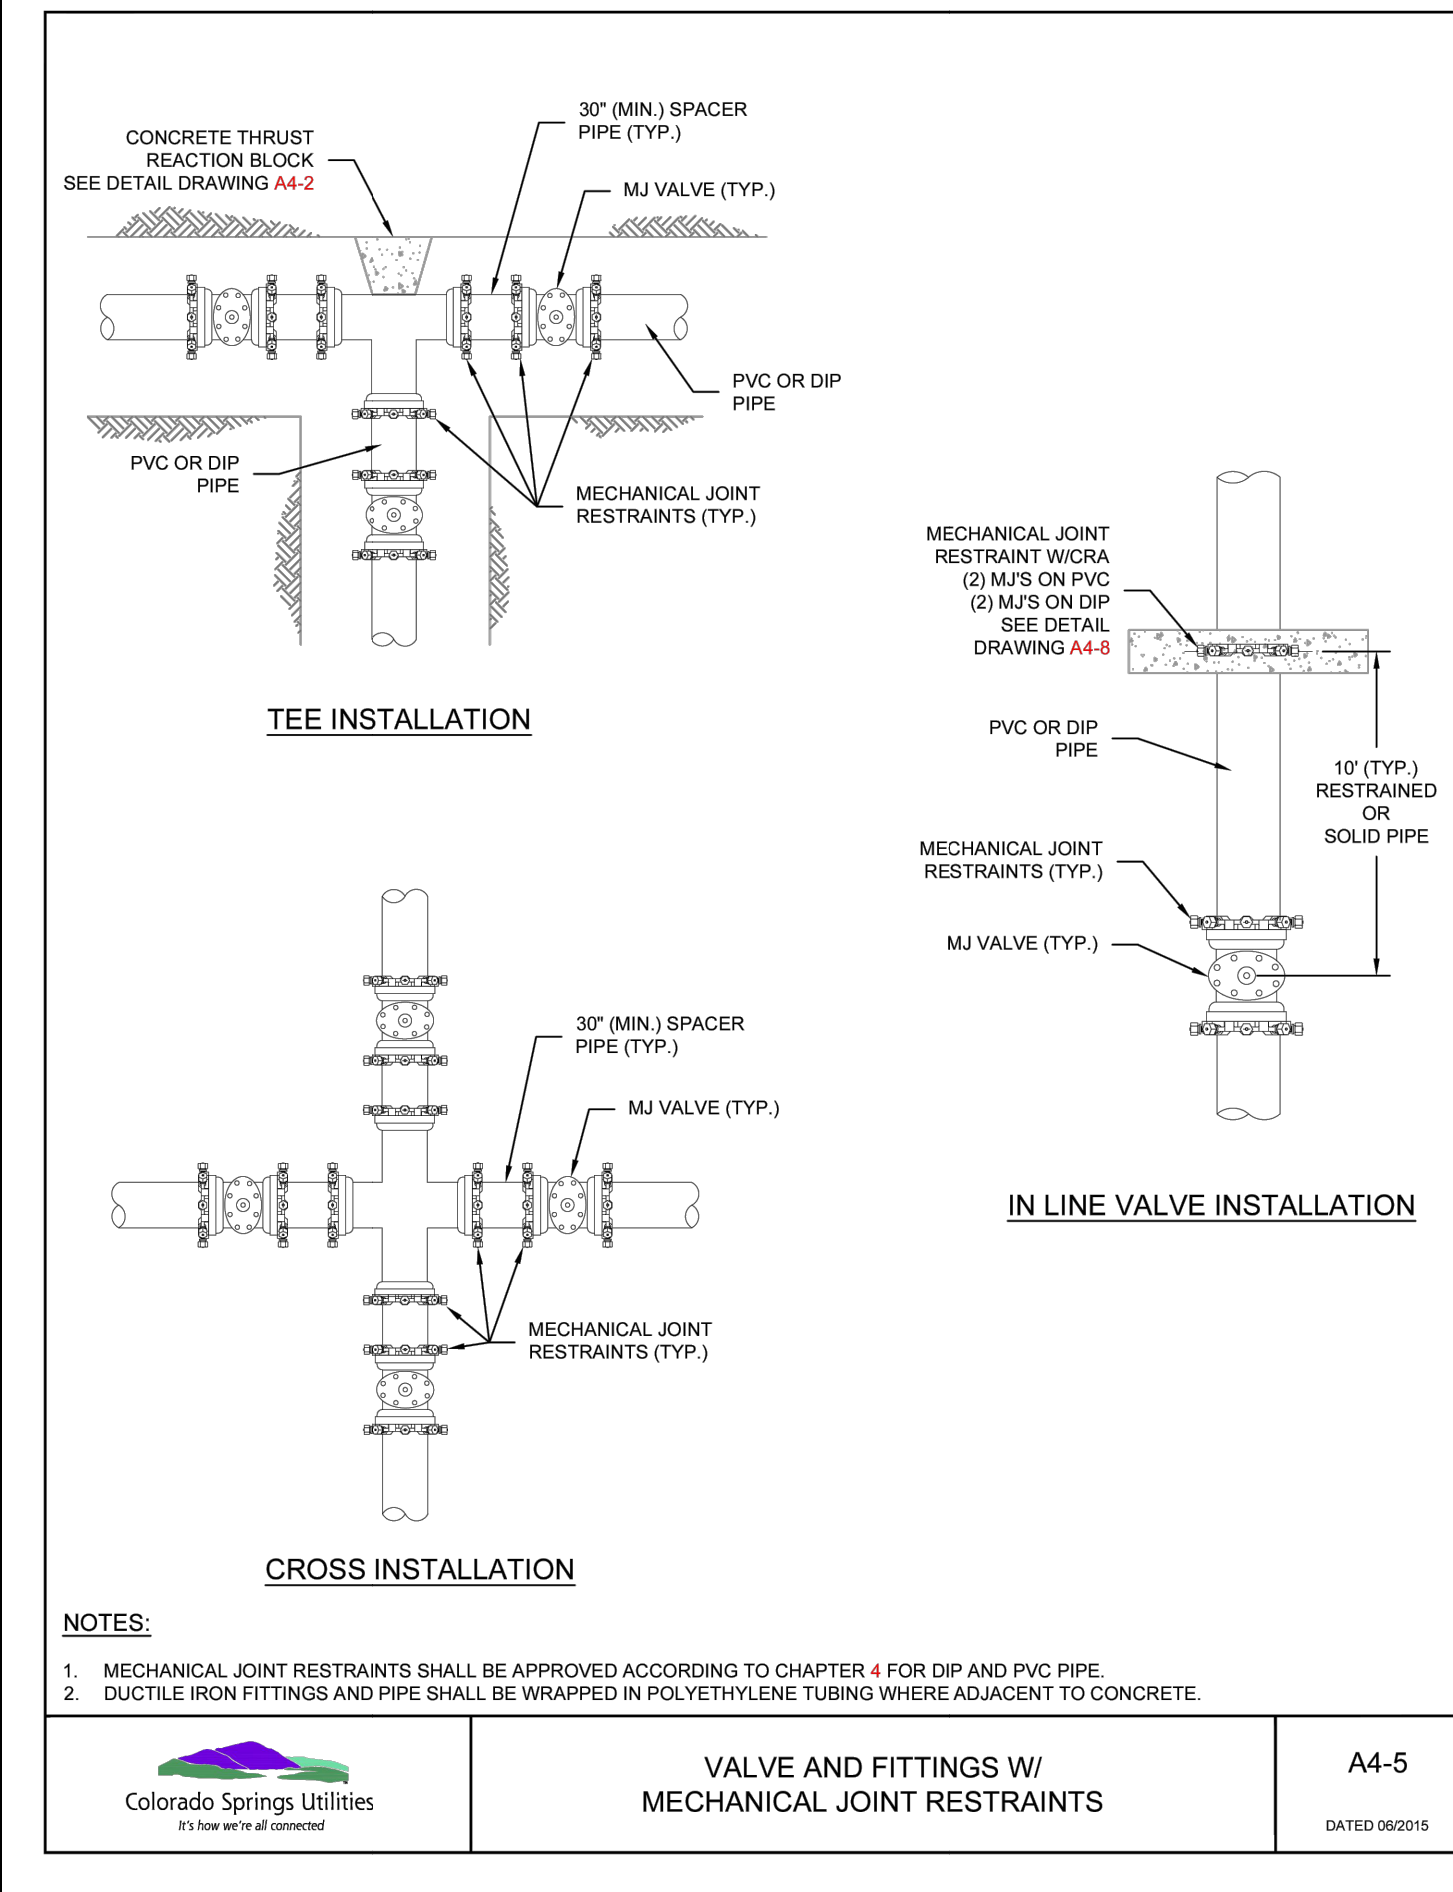 30" (MIN.) SPACER
PIPE (TYP.)
CONCRETE THRUST
REACTION BLOCK
SEE DETAIL DRAWING A4-2
MJ VALVE (TYP.)
PVC OR DIP
PIPE
PVC OR DIP
PIPE
MECHANICAL JOINT
RESTRAINTS (TYP.)
TEE INSTALLATION
MECHANICAL JOINT
RESTRAINT W/CRA
(2) MJ'S ON PVC
(2) MJ'S ON DIP
SEE DETAIL
DRAWING A4-8
PVC OR DIP
PIPE
10' (TYP.)
RESTRAINED
OR
SOLID PIPE
MECHANICAL JOINT
RESTRAINTS (TYP.)
MJ VALVE (TYP.)
IN LINE VALVE INSTALLATION
30" (MIN.) SPACER
PIPE (TYP.)
MJ VALVE (TYP.)
MECHANICAL JOINT
RESTRAINTS (TYP.)
CROSS INSTALLATION
NOTES:
1. MECHANICAL JOINT RESTRAINTS SHALL BE APPROVED ACCORDING TO CHAPTER 4 FOR DIP AND PVC PIPE.
2. DUCTILE IRON FITTINGS AND PIPE SHALL BE WRAPPED IN POLYETHYLENE TUBING WHERE ADJACENT TO CONCRETE.
Colorado Springs Utilities
It's how we're all connected
VALVE AND FITTINGS W/
MECHANICAL JOINT RESTRAINTS
A4-5
DATED 06/2015